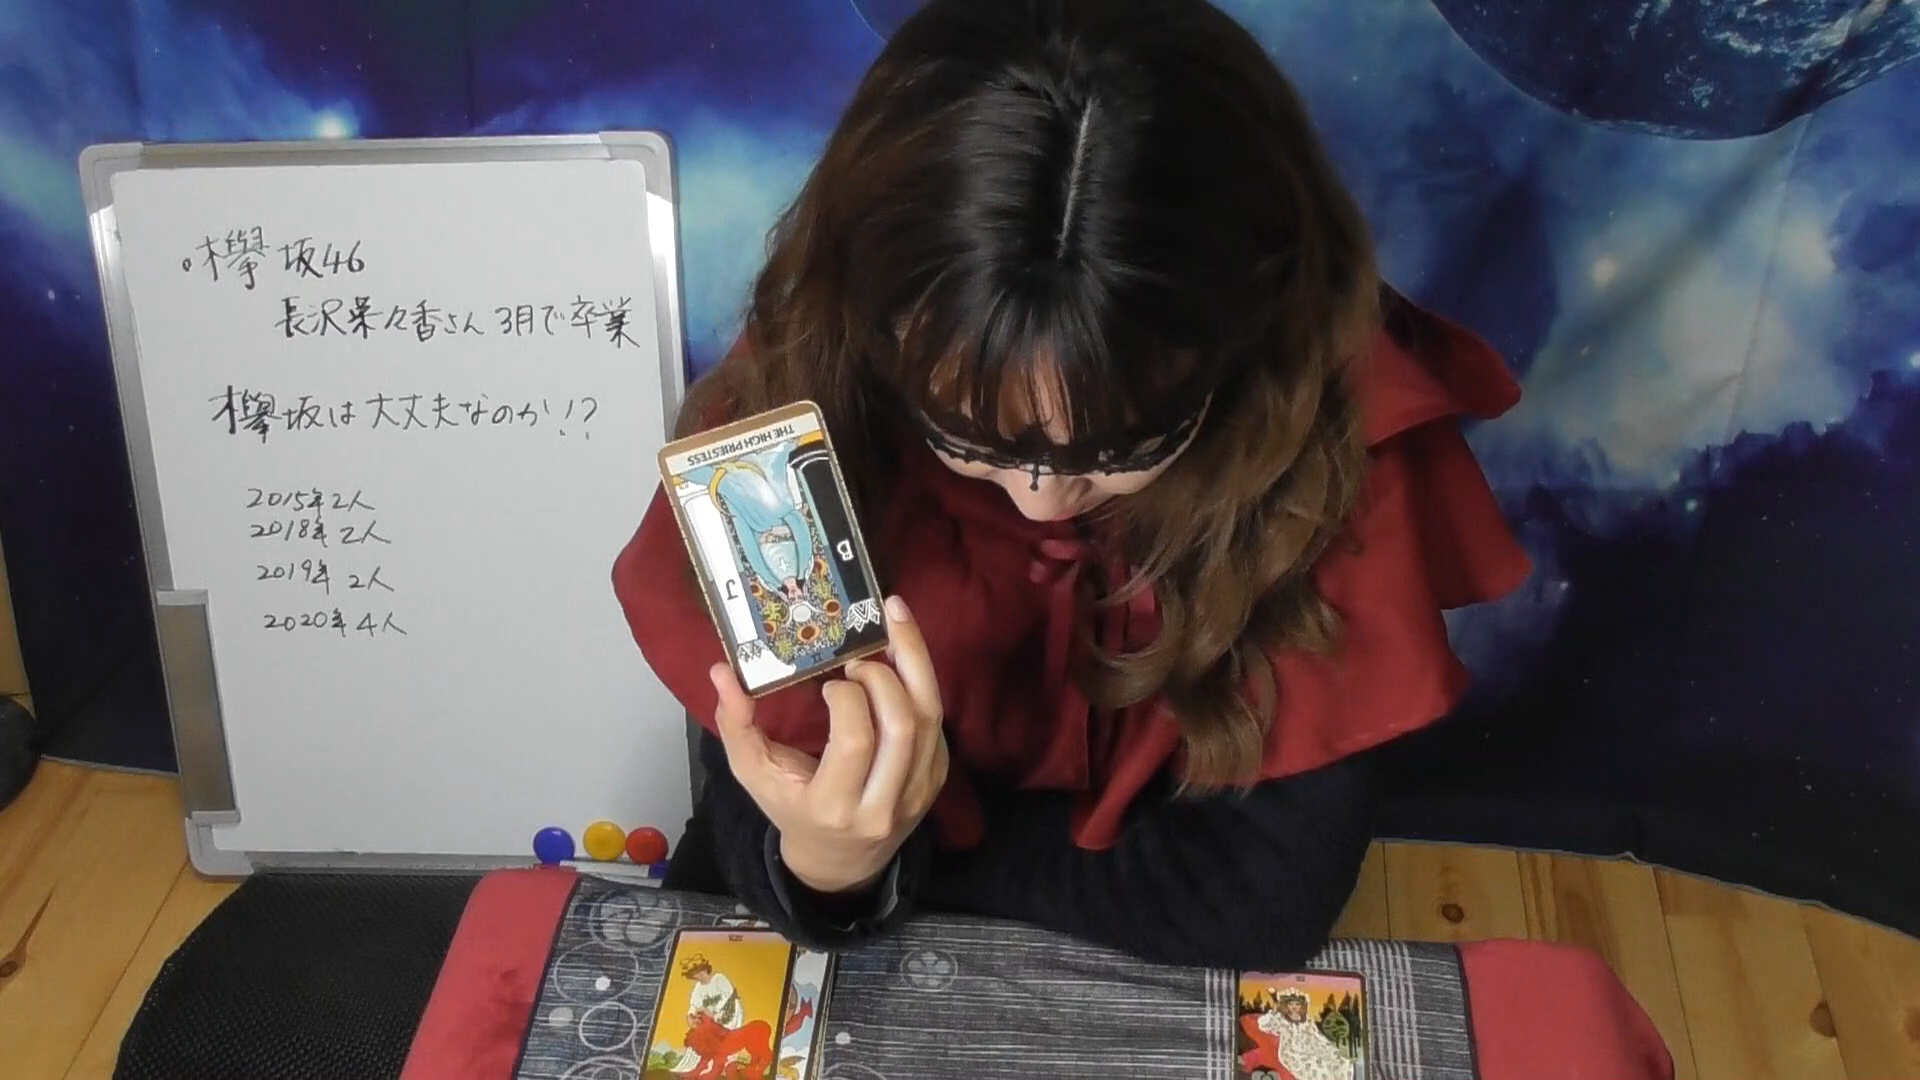 。欅坂46
長沢菜々香さん3月で卒業
欅坂は大丈夫なのか!?
2015年2人
2018年2人
2019年2人
2020年4人
THE HIGH PRIESTESS
B
J
II